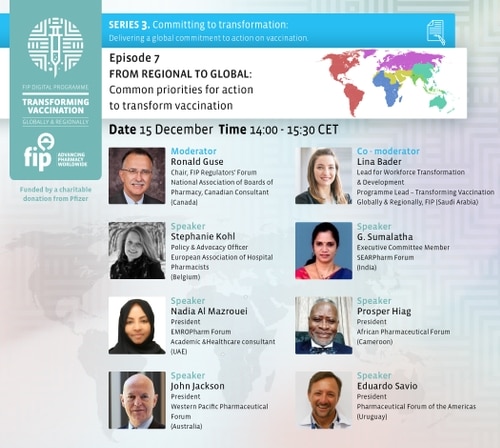 SERIES 3. Committing to transformation:
Delivering a global commitment to action on vaccination.
FIP DIGITAL PROGRAMME
TRANSFORMING
VACCINATION
GLOBALLY & REGIONALLY
fip
ADVANCING
PHARMACY
WORLDWIDE
Funded by a charitable
donation from Pfizer
Episode 7
FROM REGIONAL TO GLOBAL:
Common priorities for action
to transform vaccination
Date 15 December Time 14:00 - 15:30 CET
Moderator
Ronald Guse
Chair, FIP Regulators' Forum
National Association of Boards of
Pharmacy, Canadian Consultant
(Canada)
Co - moderator
Lina Bader
Lead for Workforce Transformation
& Development
Programme Lead – Transforming Vaccination
Globally & Regionally, FIP (Saudi Arabia)
Speaker
Stephanie Kohl
Policy & Advocacy Officer
European Association of Hospital
Pharmacists
(Belgium)
Speaker
G. Sumalatha
Executive Committee Member
SEARPharm Forum
(India)
Speaker
Nadia Al Mazrouei
President
EMROPharm Forum
Academic &Healthcare consultant
(UAE)
Speaker
Prosper Hiag
President
African Pharmaceutical Forum
(Cameroon)
Speaker
John Jackson
President
Western Pacific Pharmaceutical
Forum
(Australia)
Speaker
Eduardo Savio
President
Pharmaceutical Forum of the Americas
(Uruguay)